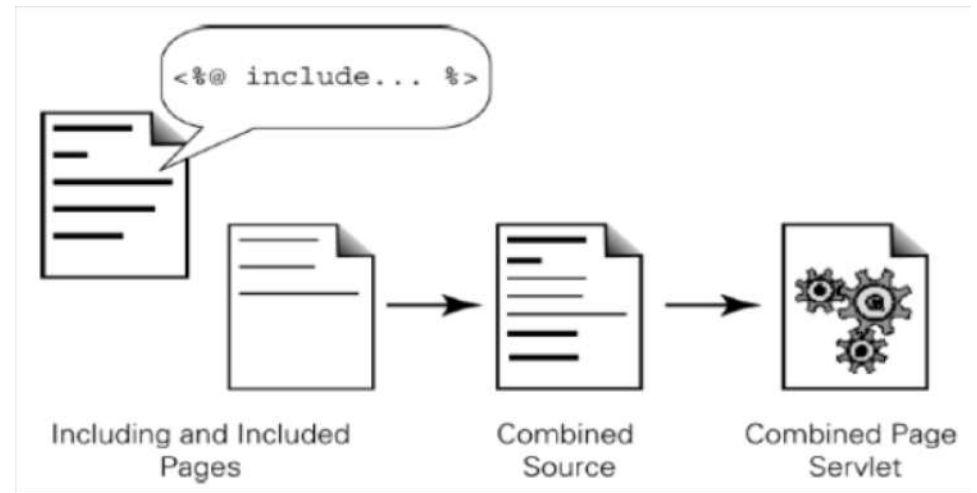 <%@ include... %>
Including and Included
Pages
Combined
Source
Combined Page
Servlet